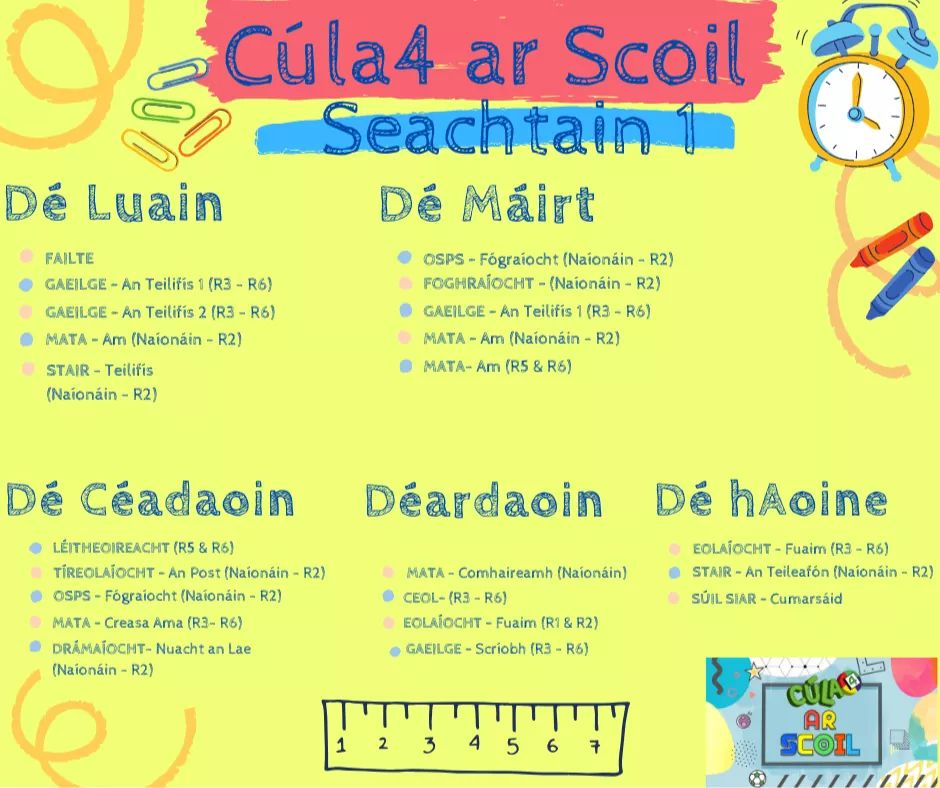 Cúla4 ar Scoil
Seachtain 1
Dé Luain
FAILTE
GAEILGE - An Teilifís 1 (R3 - R6)
GAEILGE - An Teilifís 2 (R3 - R6)
MATA - Am (Naíonáin - R2)
STAIR - Teilifís
(Naíonáin - R2)
Dé Máirt
OSPS - Fógraíocht (Naíonáin - R2)
FOGHRAÍOCHT - (Naíonáin - R2)
GAEILGE - An Teilifís 1 (R3 - R6)
MATA - Am (Naíonáin - R2)
MATA- Am (R5 & R6)
Dé Céadaoin
LÉITHEOIREACHT (R5 & R6)
TÍREOLAÍOCHT - An Post (Naíonáin - R2)
OSPS - Fógraíocht (Naíonáin - R2)
MATA - Creasa Ama (R3- R6)
DRÁMAÍOCHT- Nuacht an Lae
(Naíonáin - R2)
Déardaoin
MATA - Comhaireamh (Naíonáin)
CEOL- (R3 - R6)
EOLAÍOCHT - Fuaim (R1 & R2)
GAEILGE - Scríobh (R3 - R6)
Dé hAoine
EOLAÍOCHT - Fuaim (R3 - R6)
STAIR - An Teileafón (Naíonáin - R2)
SÚIL SIAR - Cumarsáid
1 2 3 4 5 6 7
CÚLA4
AR
SCOIL